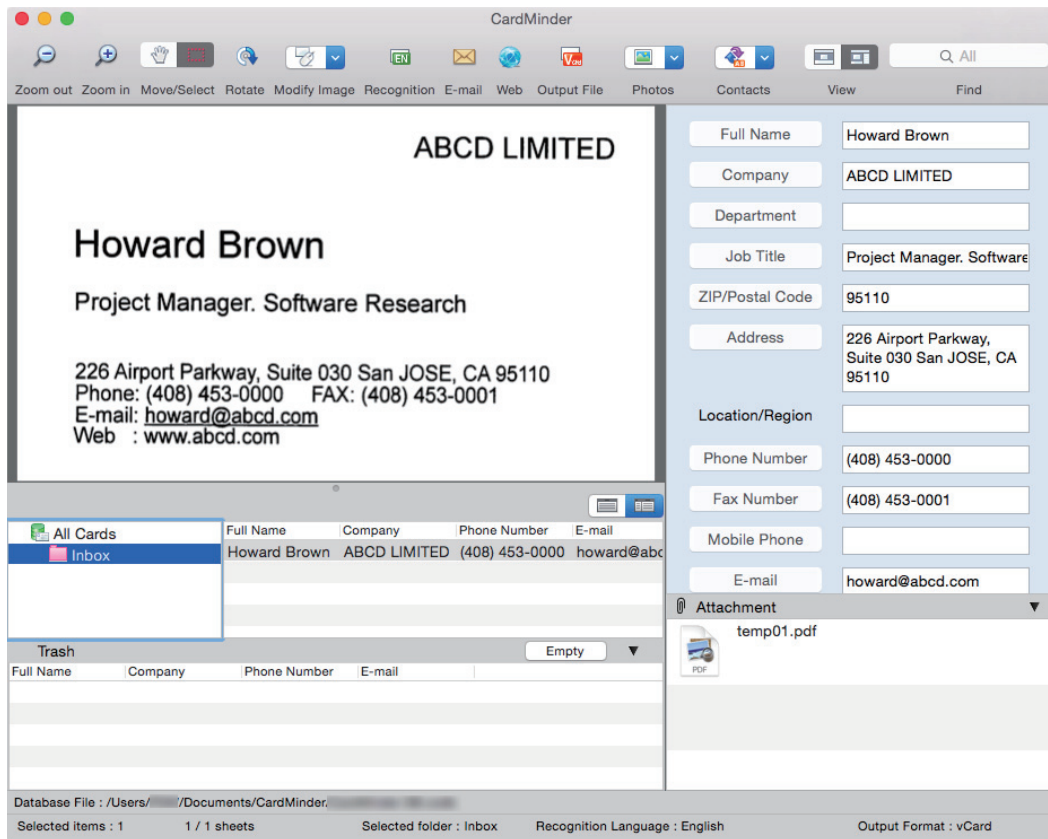 CardMinder
EN
V Card
All
Zoom out Zoom in Move/Select Rotate Modify Image Recognition E-mail Web Output File Photos Contacts View Find
ABCD LIMITED
Howard Brown
Project Manager. Software Research
226 Airport Parkway, Suite 030 San JOSE, CA 95110
Phone: (408) 453-0000 FAX: (408) 453-0001
E-mail: howard@abcd.com
Web : www.abcd.com
Full Name Howard Brown
Company ABCD LIMITED
Department
Job Title Project Manager. Software
ZIP/Postal Code 95110
Address 226 Airport Parkway,
Suite 030 San JOSE, CA
95110
Location/Region
Phone Number (408) 453-0000
Fax Number (408) 453-0001
Mobile Phone
E-mail howard@abcd.com
All Cards
Inbox
Full Name Company Phone Number E-mail
Howard Brown ABCD LIMITED (408) 453-0000 howard@abc
Trash Empty
Full Name Company Phone Number E-mail
Attachment
temp01.pdf
PDF
Database File : /Users/ /Documents/CardMinder/
Selected items : 1 1 / 1 sheets Selected folder : Inbox Recognition Language : English Output Format : vCard